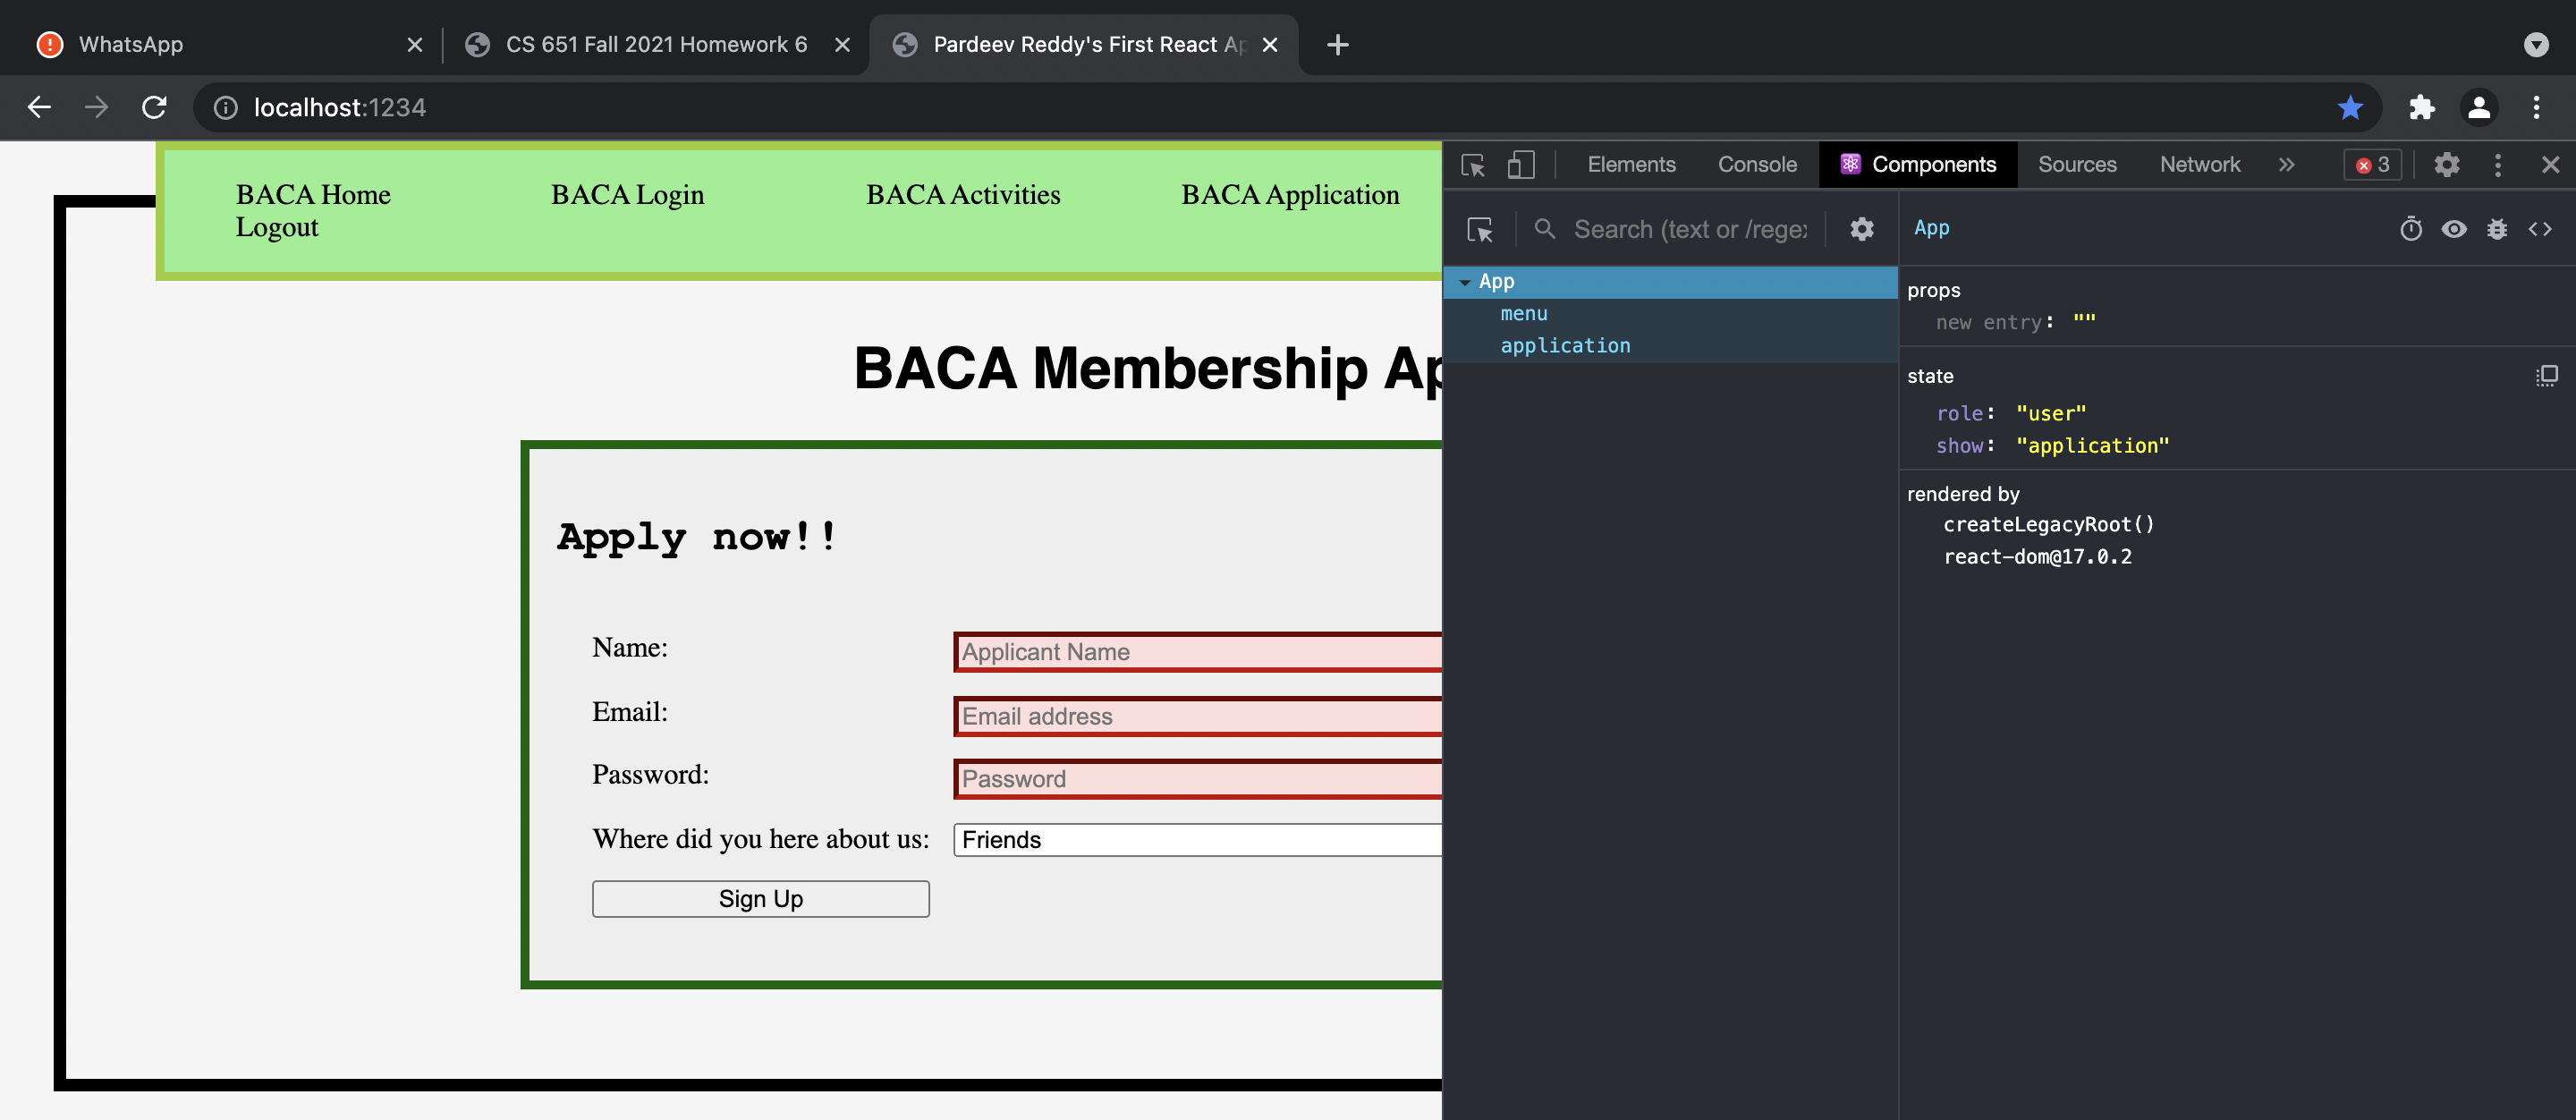 WhatsApp
CS 651 Fall 2021 Homework 6
Pardeev Reddy's First React Ap
localhost:1234
BACA Home BACA Login BACA Activities BACA Application
Logout
BACA Membership Ap
Apply now!!
Name: Applicant Name
Email: Email address
Password: Password
Where did you here about us: Friends
Sign Up
Elements Console Components Sources Network » 3
Search (text or /regex
App
menu
application
App
props
new entry: ""
state
role: "user"
show: "application"
rendered by
createLegacyRoot()
react-dom@17.0.2